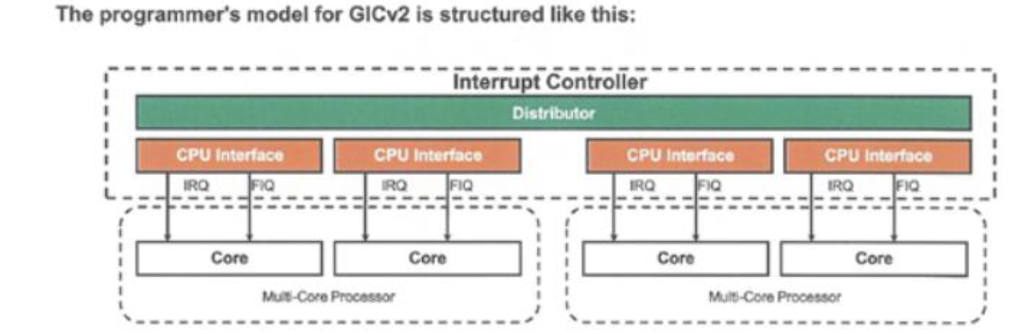 The programmer's model for GICv2 is structured like this:
Interrupt Controller
Distributor
CPU Interface CPU Interface CPU Interface CPU Interface
IRQ FIQ IRQ FIQ IRQ FIQ IRQ FIQ
Core Core Core Core
Multi-Core Processor Multi-Core Processor